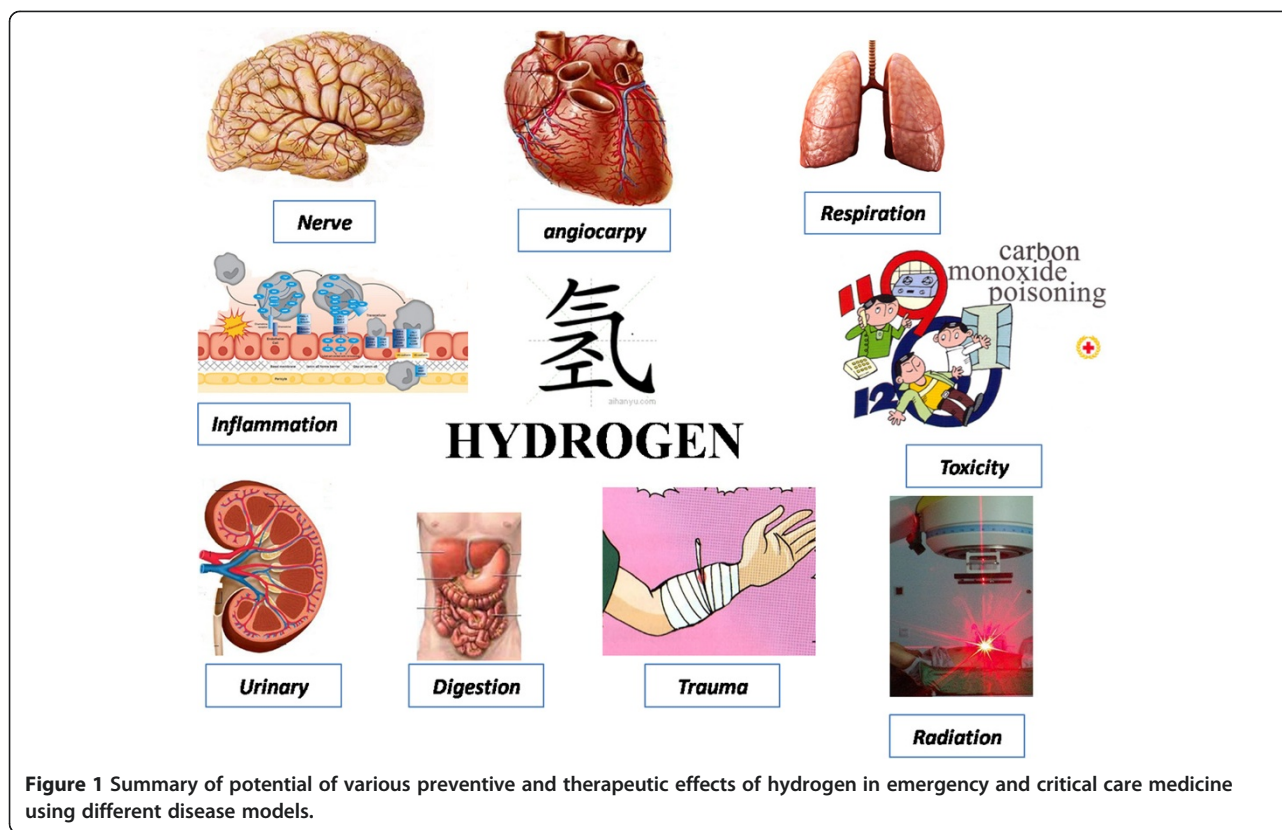 Nerve
angiocarpy
Respiration
Inflammation
氢
aihanyu.com
HYDROGEN
carbon
monoxide
poisoning
119
120
Toxicity
Urinary
Digestion
Trauma
Radiation
Figure 1 Summary of potential of various preventive and therapeutic effects of hydrogen in emergency and critical care medicine
using different disease models.